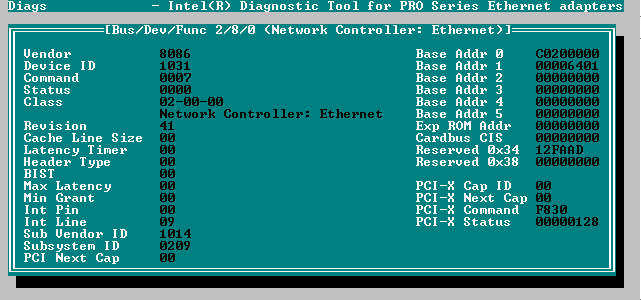 Diags - Intel(R) Diagnostic Tool for PRO Series Ethernet adapters
[Bus/Dev/Func 2/8/0 (Network Controller: Ethernet)]
Vendor 8086 Base Addr 0 C0200000
Device ID 1031 Base Addr 1 00006401
Command 0007 Base Addr 2 00000000
Status 0000 Base Addr 3 00000000
Class 02-00-00 Base Addr 4 00000000
Network Controller: Ethernet Base Addr 5 00000000
Revision 41 Exp ROM Addr 00000000
Cache Line Size 00 Cardbus CIS 00000000
Latency Timer 00 Reserved 0x34 12FAAD
Header Type 00 Reserved 0x38 00000000
BIST 00
Max Latency 00 PCI-X Cap ID 00
Min Grant 00 PCI-X Next Cap 00
Int Pin 00 PCI-X Command F830
Int Line 09 PCI-X Status 00000128
Sub Vendor ID 1014
Subsystem ID 0209
PCI Next Cap 00